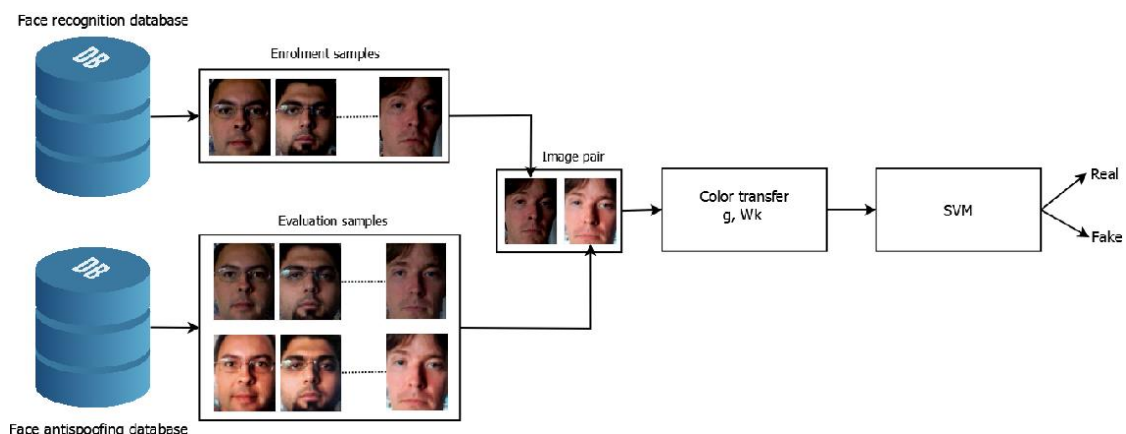 Face recognition database
DB
Enrolment samples
Image pair
Color transfer
g, Wk
SVM
Real
Fake
Evaluation samples
DB
Face antispoofing database